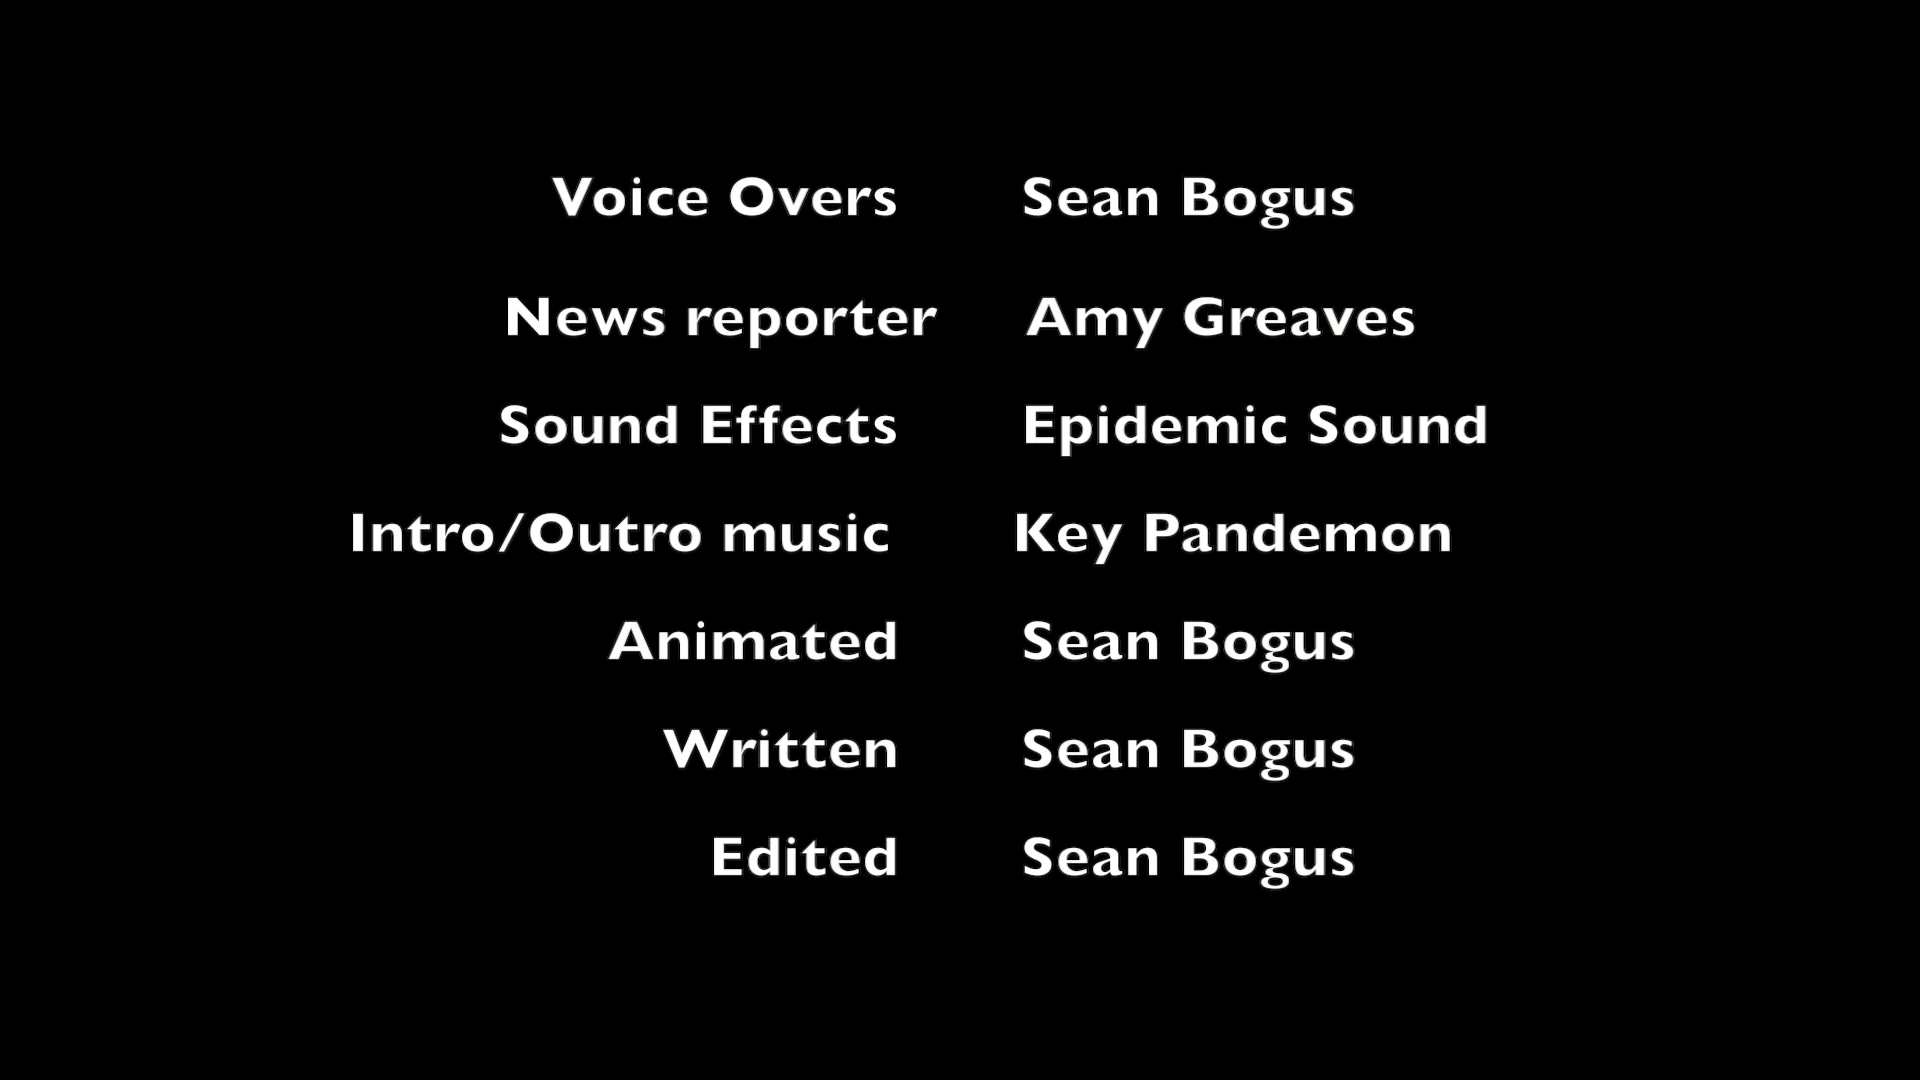 Voice Overs Sean Bogus
News reporter Amy Greaves
Sound Effects Epidemic Sound
Intro/Outro music Key Pandemon
Animated Sean Bogus
Written Sean Bogus
Edited Sean Bogus